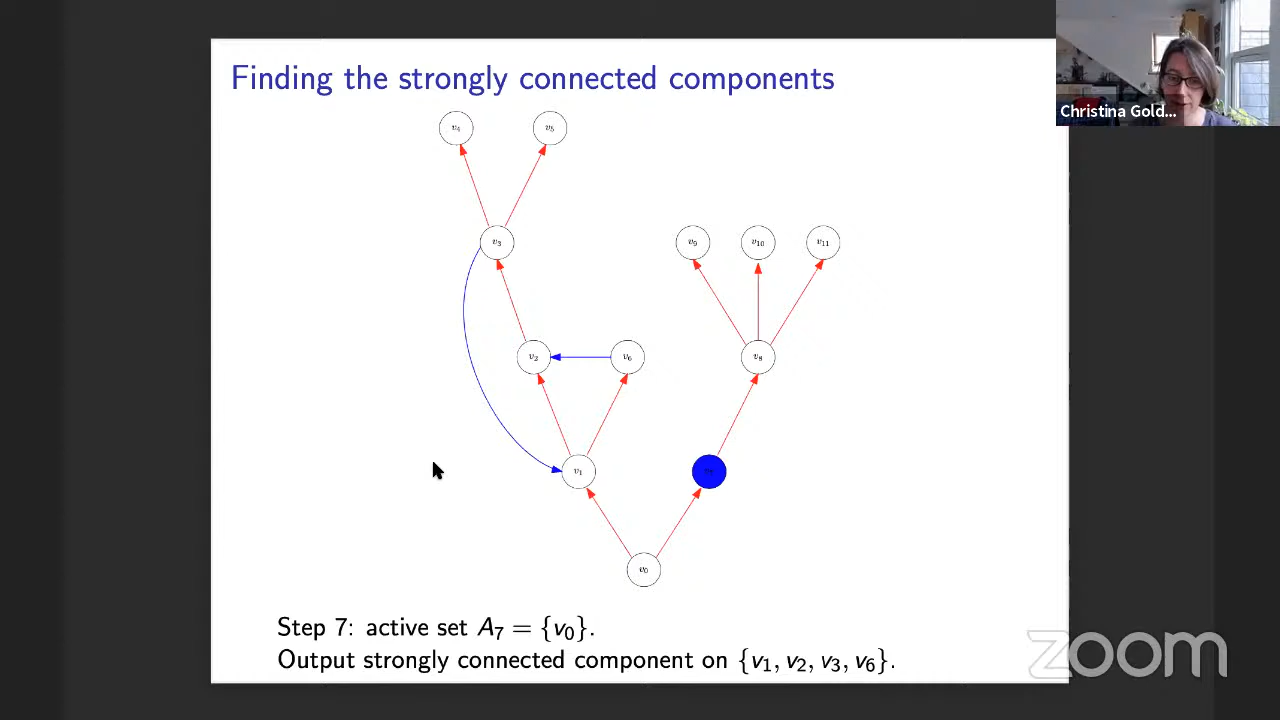 Finding the strongly connected components
Christina Gold...
v4
v5
v3
v9
v10
v11
v2
v6
v8
v1
v0
Step 7: active set A7 = {v0}.
Output strongly connected component on {v1, v2, v3, v6}.
zoom